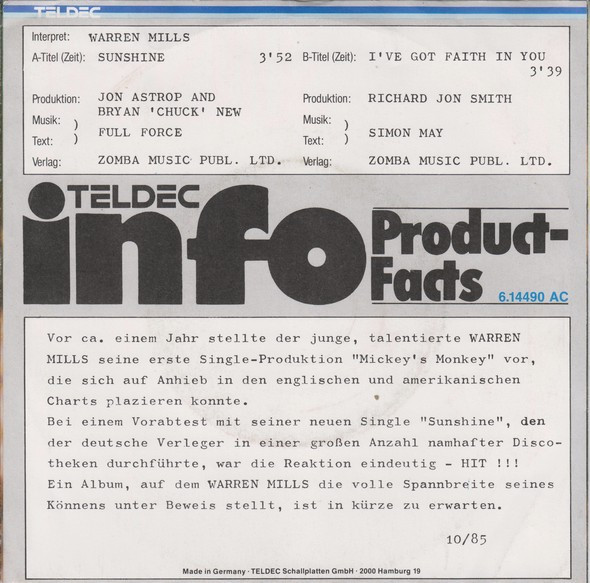 TELDEC
Interpret: WARREN MILLS
A-Titel (Zeit): SUNSHINE 3'52 B-Titel (Zeit): I'VE GOT FAITH IN YOU
3'39
Produktion: JON ASTROP AND Produktion: RICHARD JON SMITH
BRYAN 'CHUCK' NEW
Musik: ) Musik: )
FULL FORCE SIMON MAY
Text: ) Text: )
Verlag: ZOMBA MUSIC PUBL. LTD. Verlag: ZOMBA MUSIC PUBL. LTD.
TELDEC
info
Product-
Facts
6.14490 AC
Vor ca. einem Jahr stellte der junge, talentierte WARREN
MILLS seine erste Single-Produktion "Mickey's Monkey" vor,
die sich auf Anhieb in den englischen und amerikanischen
Charts plazieren konnte.
Bei einem Vorabtest mit seiner neuen Single "Sunshine", den
der deutsche Verleger in einer großen Anzahl namhafter Disco-
theken durchführte, war die Reaktion eindeutig - HIT !!!
Ein Album, auf dem WARREN MILLS die volle Spannbreite seines
Könnens unter Beweis stellt, ist in kürze zu erwarten.
10/85
Made in Germany · TELDEC Schallplatten GmbH · 2000 Hamburg 19